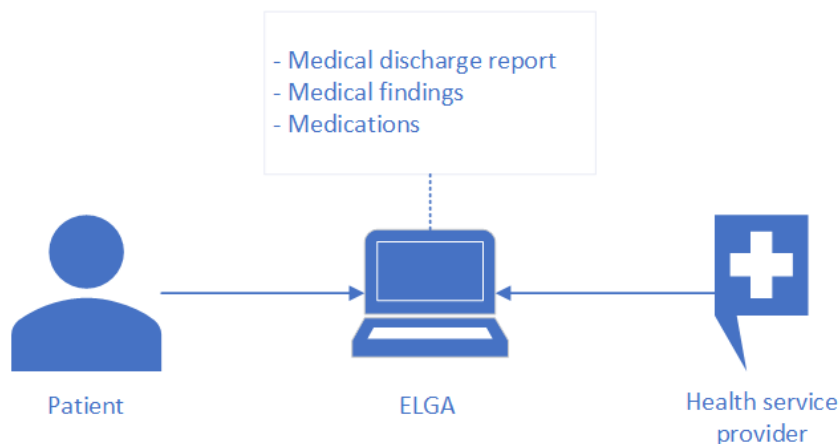 - Medical discharge report
- Medical findings
- Medications
Patient
ELGA
Health service
provider